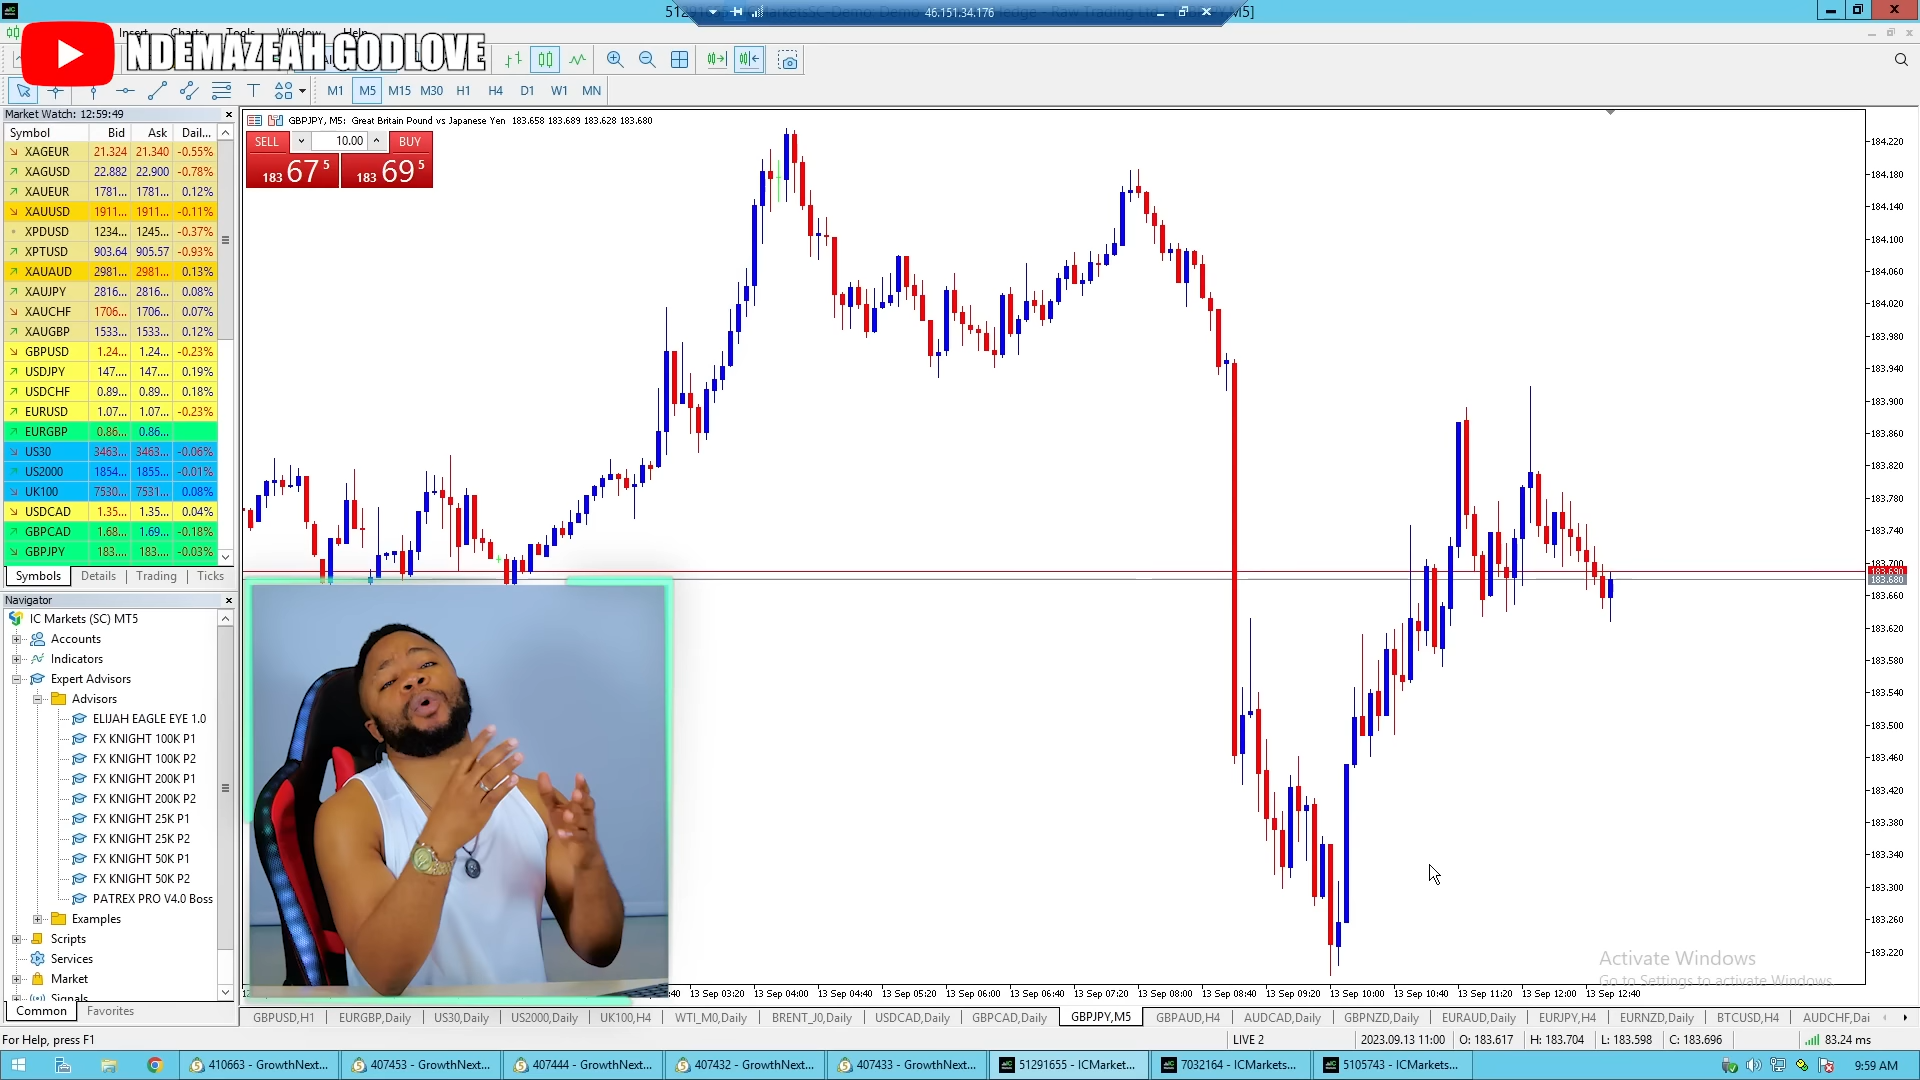 46.151.34.176
NDEMAZEAH GODLOVE
Insert Charts Tools Window Help
M1 M5 M15 M30 H1 H4 D1 W1 MN
Market Watch: 12:59:49
Symbol Bid Ask Dail...
XAGEUR 21.324 21.340 -0.55%
XAGUSD 22.882 22.900 -0.78%
XAUEUR 1781... 1781... 0.12%
XAUUSD 1911... 1911... -0.11%
XPDUSD 1234... 1245... -0.37%
XPTUSD 903.64 905.57 -0.93%
XAUAUD 2981... 2981... 0.13%
XAUJPY 2816... 2816... 0.08%
XAUCHF 1706... 1706... 0.07%
XAUGBP 1533... 1533... 0.12%
GBPUSD 1.24... 1.24... -0.23%
USDJPY 147.... 147.... 0.19%
USDCHF 0.89... 0.89... 0.18%
EURUSD 1.07... 1.07... -0.23%
EURGBP 0.86... 0.86...
US30 3463... 3463... -0.06%
US2000 1854... 1855... -0.01%
UK100 7530... 7531... 0.08%
USDCAD 1.35... 1.35... 0.04%
GBPCAD 1.68... 1.69... -0.18%
GBPJPY 183.... 183.... -0.03%
Symbols Details Trading Ticks
Navigator
IC Markets (SC) MT5
Accounts
Indicators
Expert Advisors
Advisors
ELIJAH EAGLE EYE 1.0
FX KNIGHT 100K P1
FX KNIGHT 100K P2
FX KNIGHT 200K P1
FX KNIGHT 200K P2
FX KNIGHT 25K P1
FX KNIGHT 25K P2
FX KNIGHT 50K P1
FX KNIGHT 50K P2
PATREX PRO V4.0 Boss
Examples
Scripts
Services
Market
Signals
Common Favorites
GBPJPY, M5: Great Britain Pound vs Japanese Yen 183.658 183.689 183.628 183.680
SELL 10.00 BUY
183 67 5 183 69 5
184.220
184.180
184.140
184.100
184.060
184.020
183.980
183.940
183.900
183.860
183.820
183.780
183.740
183.700
183.690
183.680
183.660
183.620
183.580
183.540
183.500
183.460
183.420
183.380
183.340
183.300
183.260
183.220
Activate Windows
Go to Settings to activate Windows.
13 Sep 03:20 13 Sep 04:00 13 Sep 04:40 13 Sep 05:20 13 Sep 06:00 13 Sep 06:40 13 Sep 07:20 13 Sep 08:00 13 Sep 08:40 13 Sep 09:20 13 Sep 10:00 13 Sep 10:40 13 Sep 11:20 13 Sep 12:00 13 Sep 12:40
GBPUSD,H1 EURGBP,Daily US30,Daily US2000,Daily UK100,H4 WTI_M0,Daily BRENT_J0,Daily USDCAD,Daily GBPCAD,Daily GBPJPY,M5 GBPAUD,H4 AUDCAD,Daily GBPNZD,Daily EURAUD,Daily EURJPY,H4 EURNZD,Daily BTCUSD,H4 AUDCHF,Dai
For Help, press F1
LIVE 2 2023.09.13 11:00 O: 183.617 H: 183.704 L: 183.598 C: 183.696 83.24 ms
410663 - GrowthNext... 407453 - GrowthNext... 407444 - GrowthNext... 407432 - GrowthNext... 407433 - GrowthNext... 51291655 - ICMarket... 7032164 - ICMarkets... 5105743 - ICMarkets... 9:59 AM